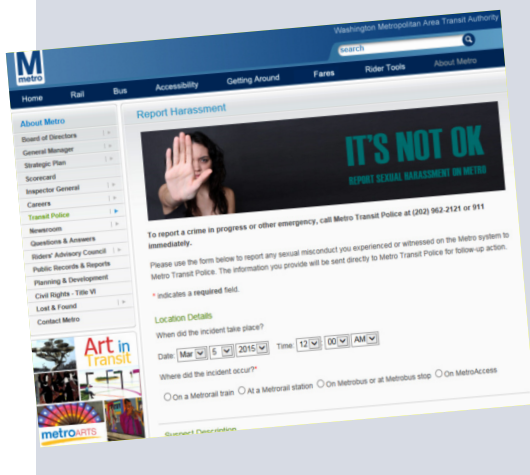 Washington Metropolitan Area Transit Authority
M
metro
search
Home Rail Bus Accessibility Getting Around Fares Rider Tools About Metro
About Metro
Board of Directors
General Manager
Strategic Plan
Scorecard
Inspector General
Careers
Transit Police
Newsroom
Questions & Answers
Riders' Advisory Council
Public Records & Reports
Planning & Development
Civil Rights - Title VI
Lost & Found
Contact Metro
Art in
Transit
metroARTS
Report Harassment
IT'S NOT OK
REPORT SEXUAL HARASSMENT ON METRO
To report a crime in progress or other emergency, call Metro Transit Police at (202) 962-2121 or 911
immediately.
Please use the form below to report any sexual misconduct you experienced or witnessed on the Metro system to
Metro Transit Police. The information you provide will be sent directly to Metro Transit Police for follow-up action.
* indicates a required field.
Location Details
When did the incident take place?
Date: Mar 5 2015 Time: 12 00 AM
Where did the incident occur?*
On a Metrorail train At a Metrorail station On Metrobus or at Metrobus stop On MetroAccess
Suspect Description